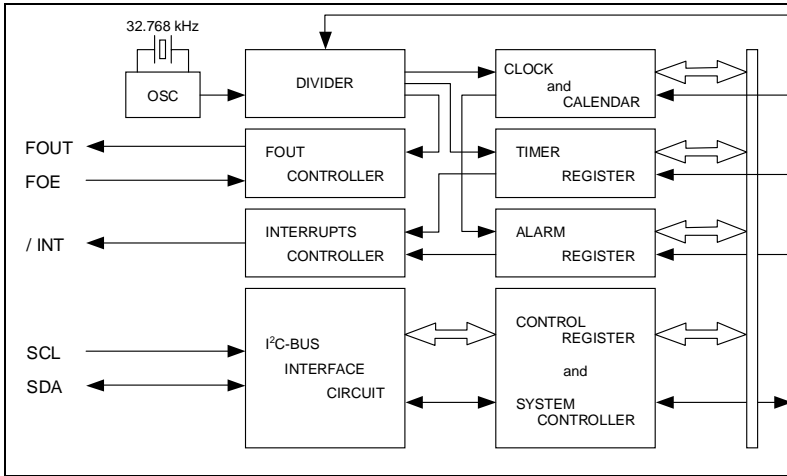 32.768 kHz
OSC
DIVIDER
CLOCK
and
CALENDAR
FOUT
FOE
FOUT
CONTROLLER
TIMER
REGISTER
/ INT
INTERRUPTS
CONTROLLER
ALARM
REGISTER
SCL
SDA
I²C-BUS
INTERFACE
CIRCUIT
CONTROL
REGISTER
and
SYSTEM
CONTROLLER